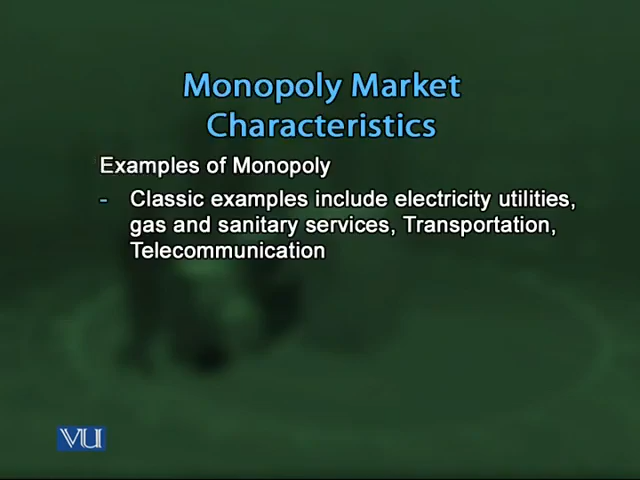 Monopoly Market
Characteristics
Examples of Monopoly
- Classic examples include electricity utilities,
gas and sanitary services, Transportation,
Telecommunication
VU